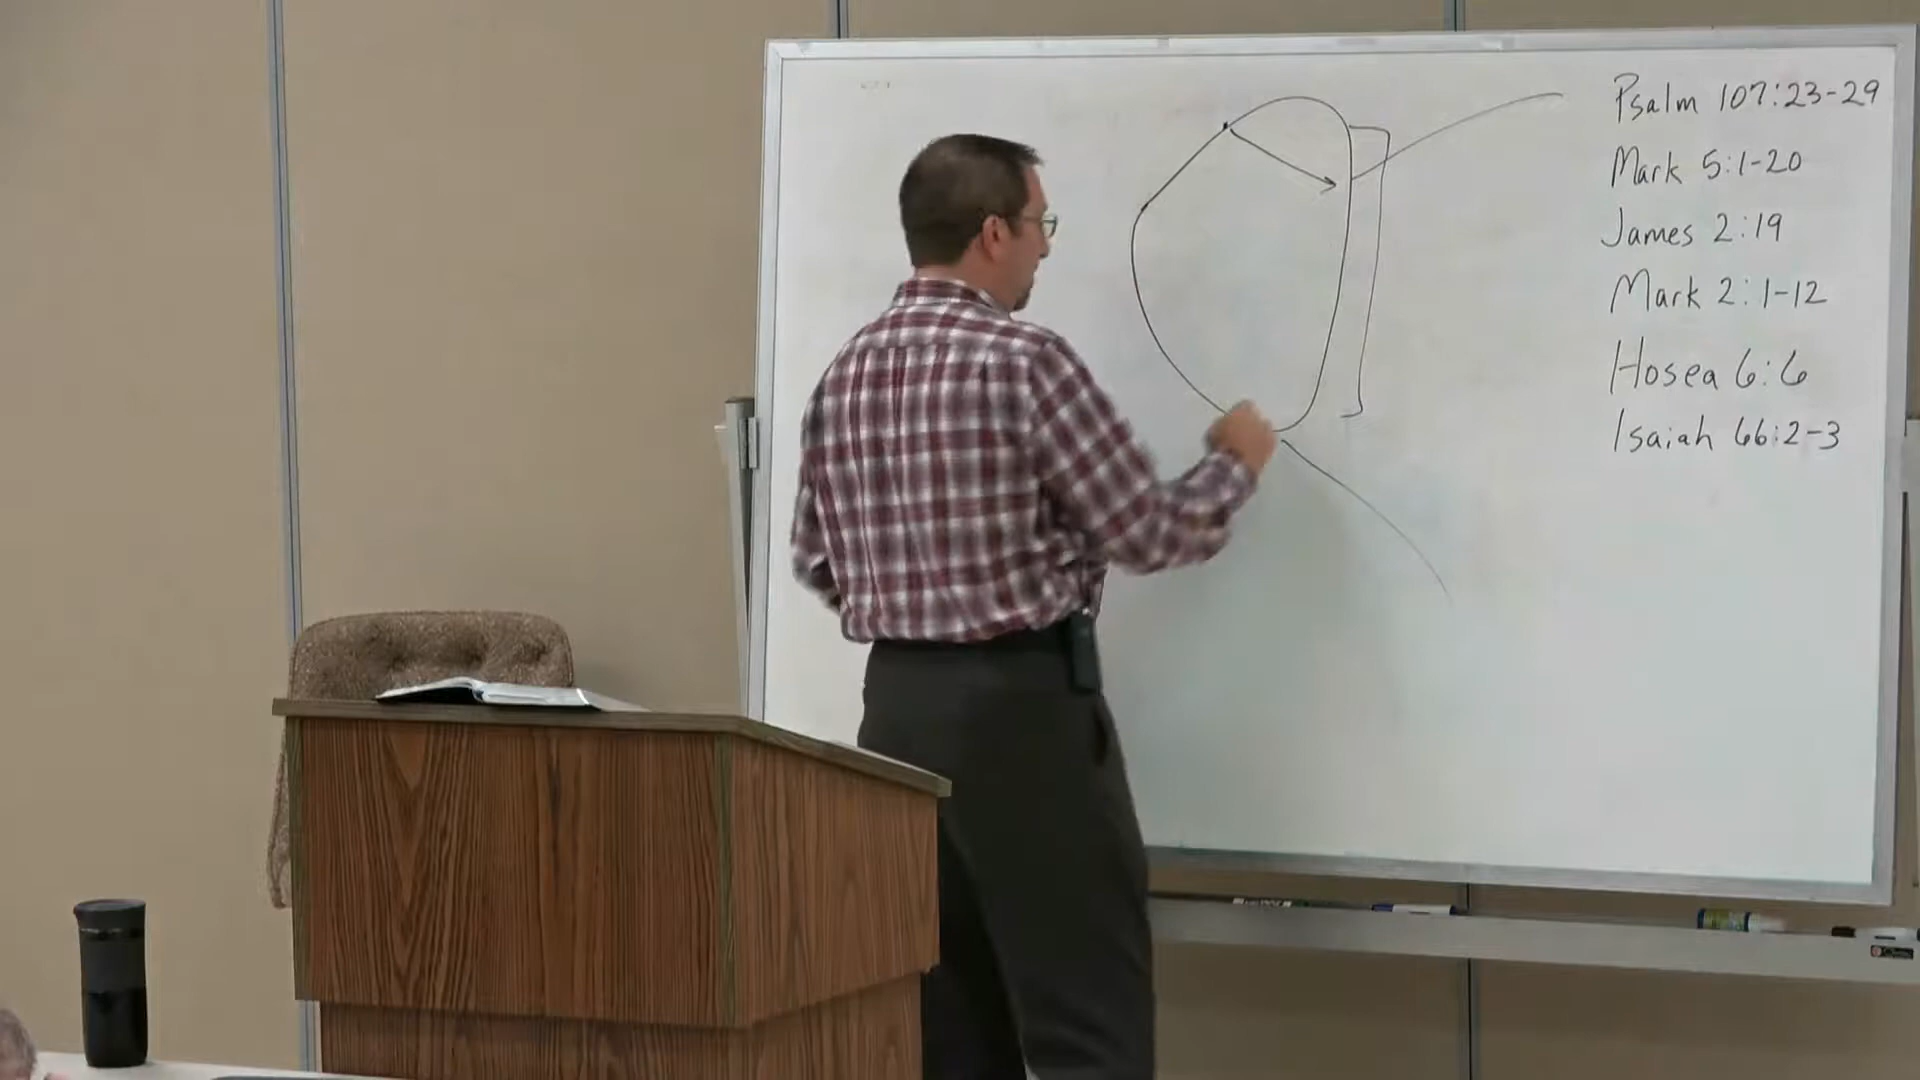 Psalm 107:23-29
Mark 5:1-20
James 2:19
Mark 2:1-12
Hosea 6:6
Isaiah 66:2-3